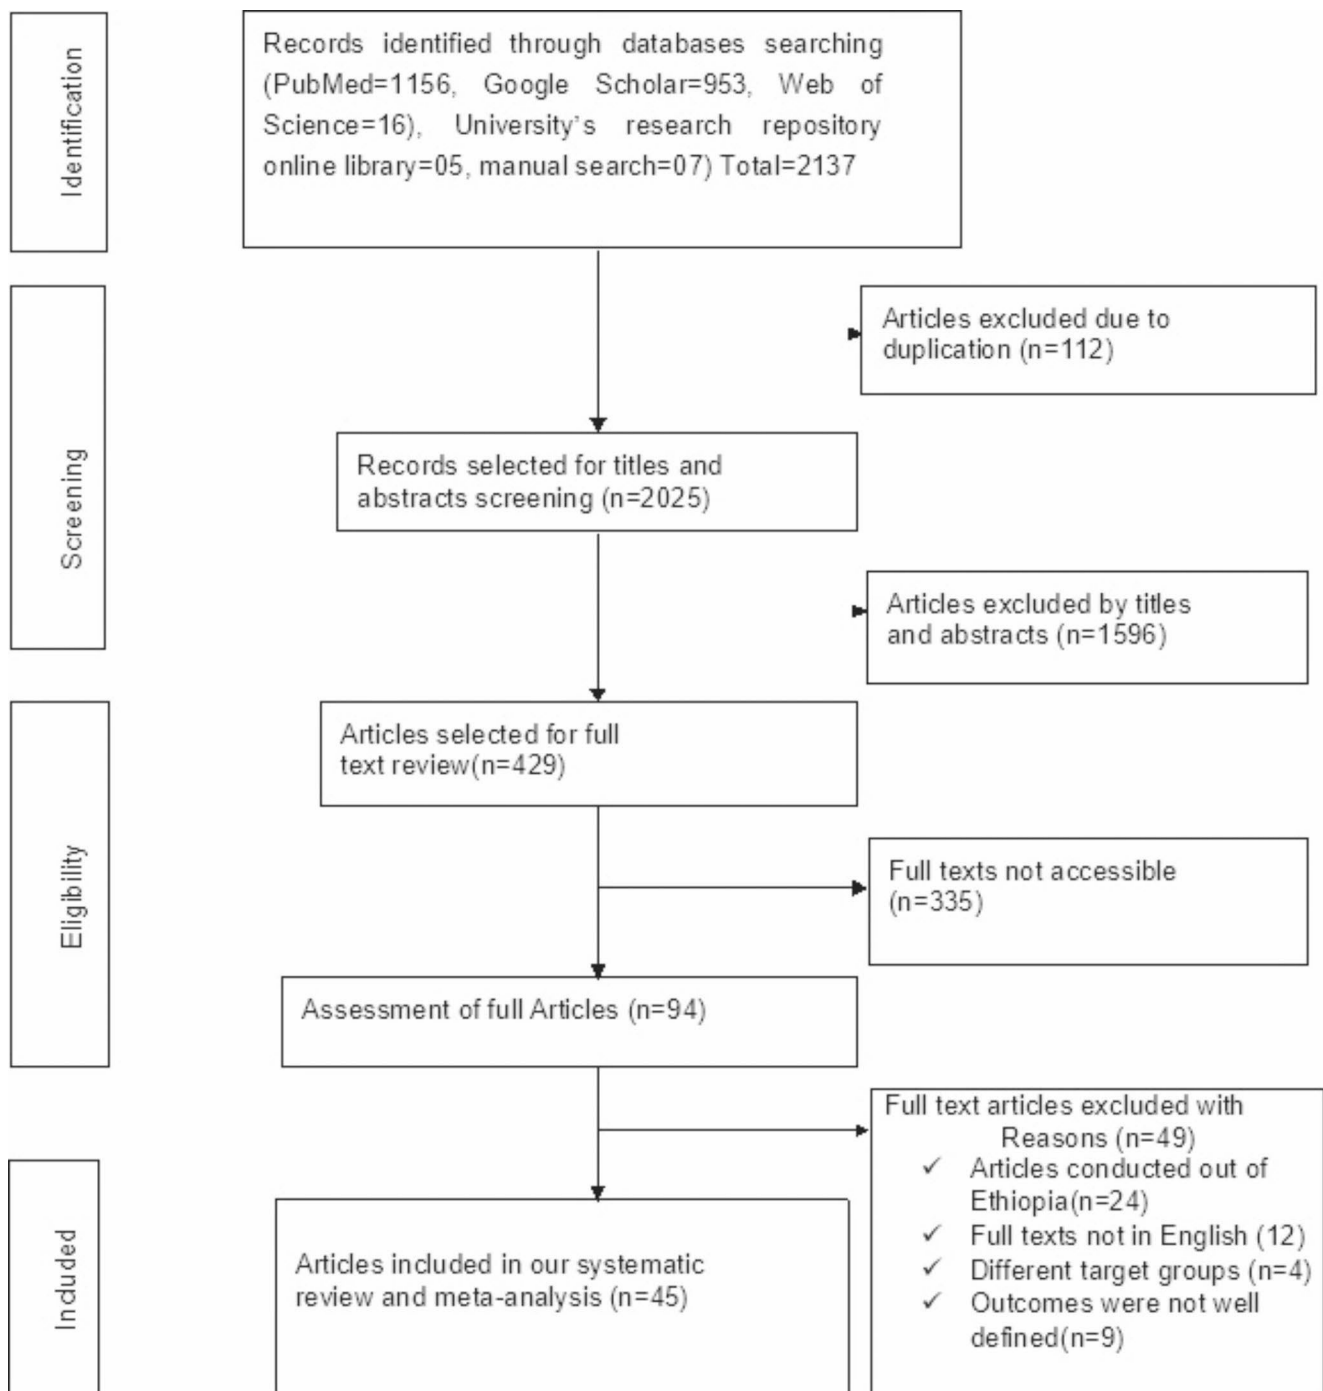 Identification
Records identified through databases searching
(PubMed=1156, Google Scholar=953, Web of
Science=16), University's research repository
online library=05, manual search=07) Total=2137
Screening
Articles excluded due to
duplication (n=112)
Records selected for titles and
abstracts screening (n=2025)
Articles excluded by titles
and abstracts (n=1596)
Eligibility
Articles selected for full
text review(n=429)
Full texts not accessible
(n=335)
Assessment of full Articles (n=94)
Full text articles excluded with
Reasons (n=49)
✓ Articles conducted out of
Ethiopia(n=24)
✓ Full texts not in English (12)
✓ Different target groups (n=4)
✓ Outcomes were not well
defined(n=9)
Included
Articles included in our systematic
review and meta-analysis (n=45)